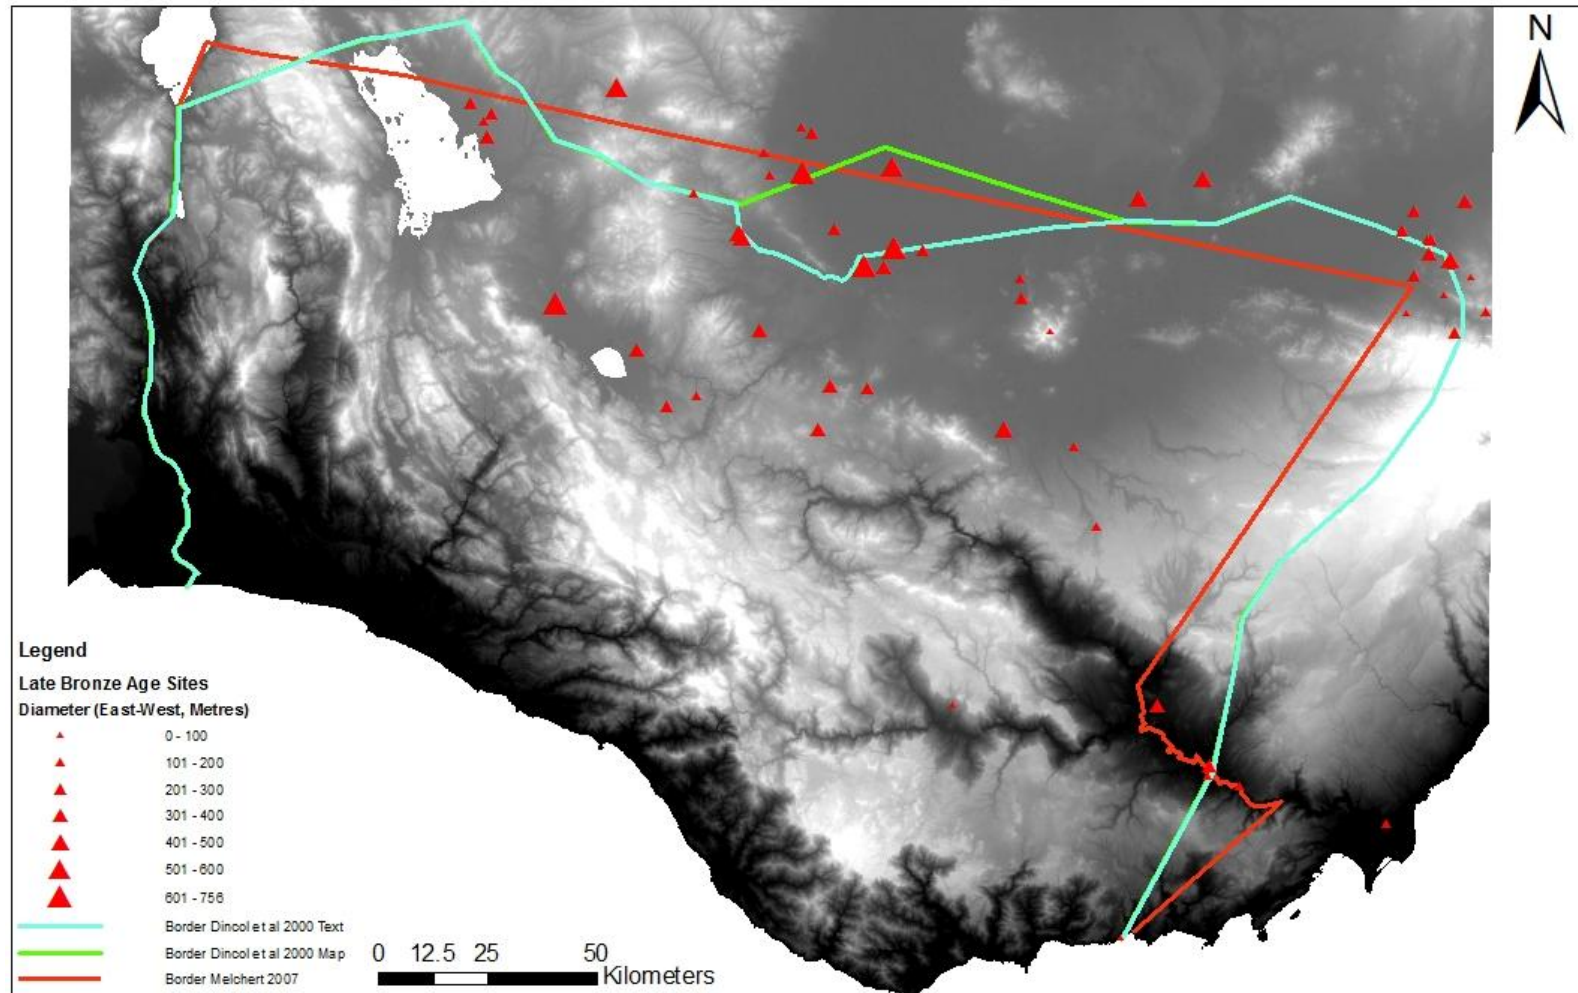 N
Legend
Late Bronze Age Sites
Diameter (East-West, Metres)
0 - 100
101 - 200
201 - 300
301 - 400
401 - 500
501 - 600
601 - 756
Border Dincol et al 2000 Text
Border Dincol et al 2000 Map
Border Melchert 2007
0 12.5 25 50
Kilometers